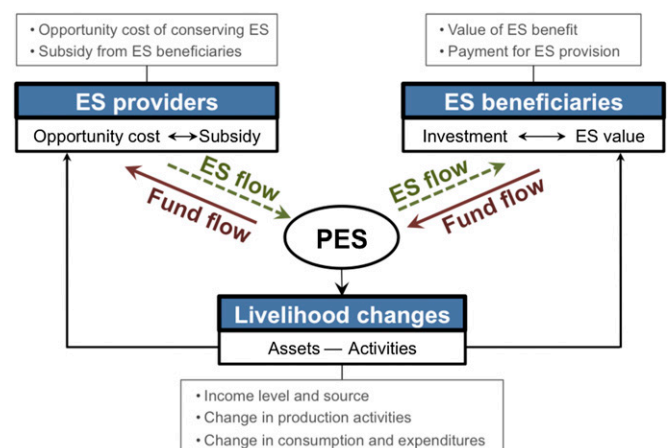 • Opportunity cost of conserving ES
• Subsidy from ES beneficiaries
• Value of ES benefit
• Payment for ES provision
ES providers
Opportunity cost ↔ Subsidy
ES beneficiaries
Investment ↔ ES value
ES flow
Fund flow
ES flow
Fund flow
PES
Livelihood changes
Assets — Activities
• Income level and source
• Change in production activities
• Change in consumption and expenditures